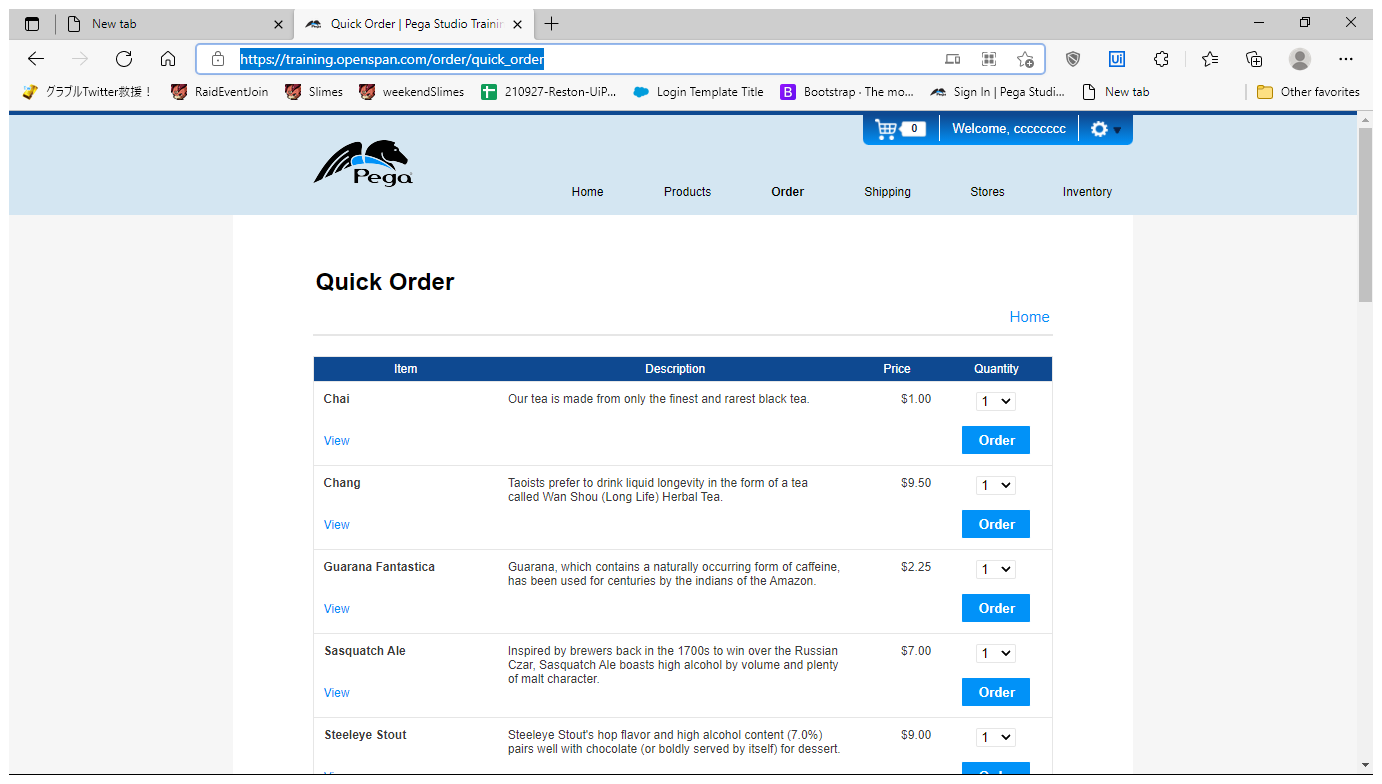 New tab
Quick Order | Pega Studio Trainin
https://training.openspan.com/order/quick_order
Ui
グラブルTwitter救援！ RaidEventJoin Slimes weekendSlimes 210927-Reston-UiP... Login Template Title B Bootstrap · The mo... Sign In | Pega Studi... New tab Other favorites
0 Welcome, cccccccc
Pega
Home Products Order Shipping Stores Inventory
Quick Order
Home
Item Description Price Quantity
Chai Our tea is made from only the finest and rarest black tea. $1.00 1
View Order
Chang Taoists prefer to drink liquid longevity in the form of a tea $9.50 1
called Wan Shou (Long Life) Herbal Tea.
View Order
Guarana Fantastica Guarana, which contains a naturally occurring form of caffeine, $2.25 1
has been used for centuries by the indians of the Amazon.
View Order
Sasquatch Ale Inspired by brewers back in the 1700s to win over the Russian $7.00 1
Czar, Sasquatch Ale boasts high alcohol by volume and plenty
of malt character.
View Order
Steeleye Stout Steeleye Stout's hop flavor and high alcohol content (7.0%) $9.00 1
pairs well with chocolate (or boldly served by itself) for dessert.